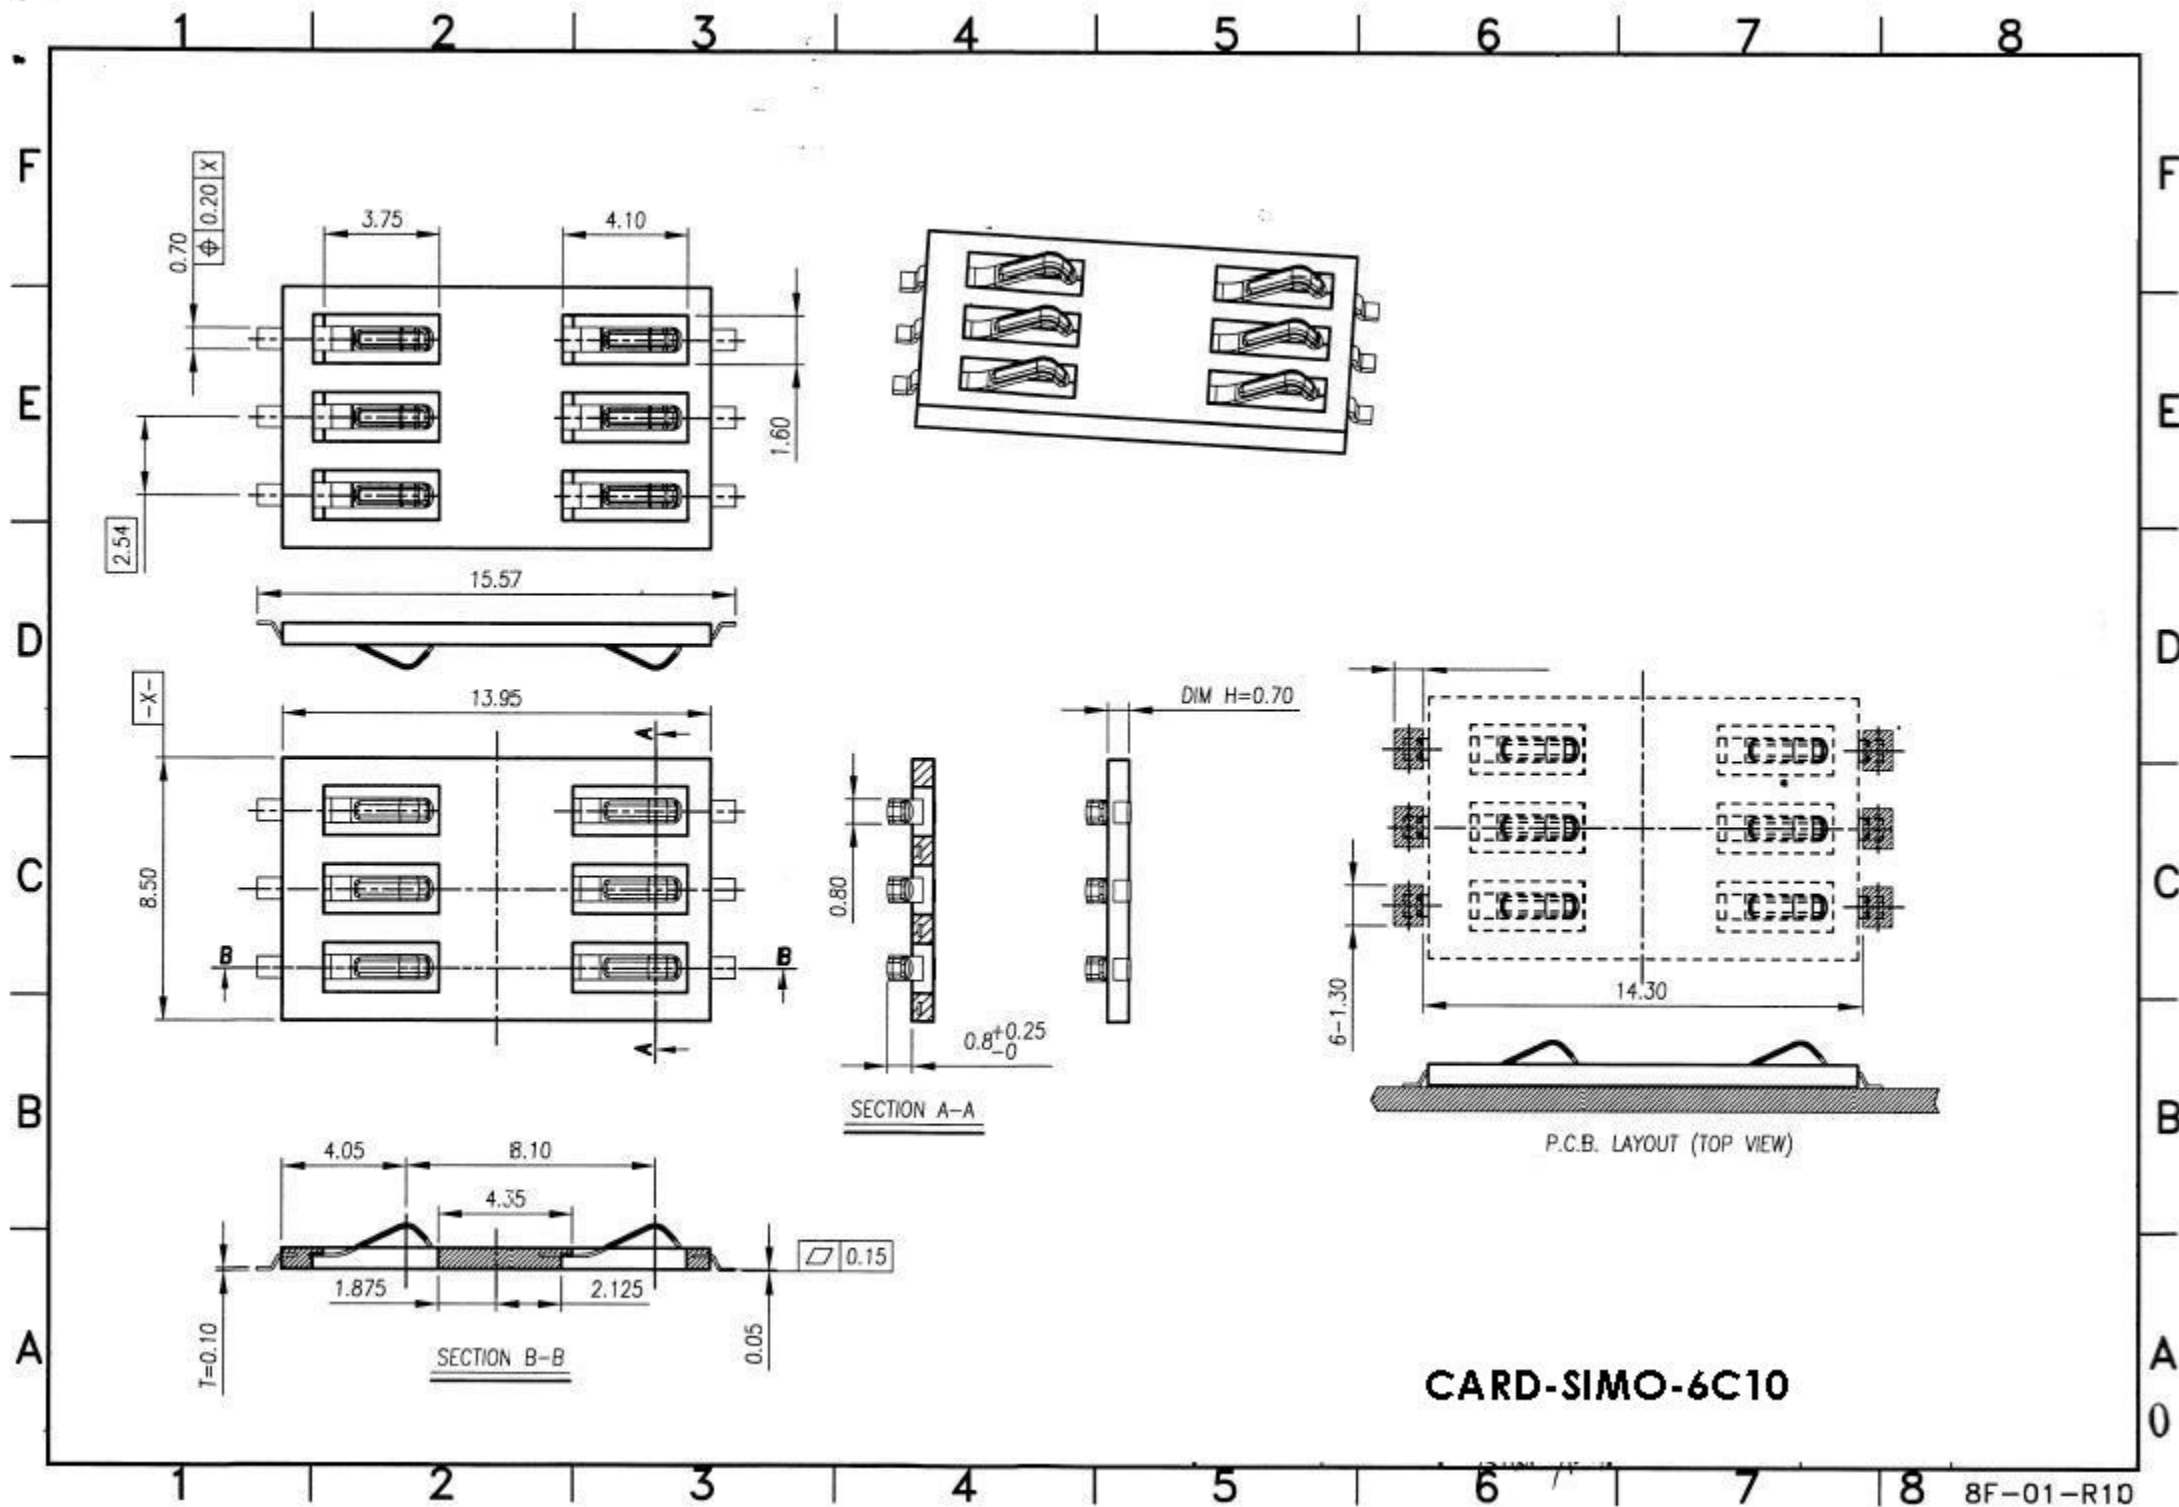 1 2 3 4 5 6 7 8
F F
0.70
⌖ 0.20 X
3.75
4.10
E E
1.60
2.54
15.57
D D
-X-
13.95
DIM H=0.70
A
8.50
0.80
C C
B B
6-1.30
14.30
A
0.8 +0.25 -0
SECTION A-A
B B
P.C.B. LAYOUT (TOP VIEW)
4.05
8.10
4.35
⏥ 0.15
1.875
2.125
T=0.10
0.05
SECTION B-B
A A
CARD-SIMO-6C10
0
1 2 3 4 5 6 7 8
8F-01-R1D